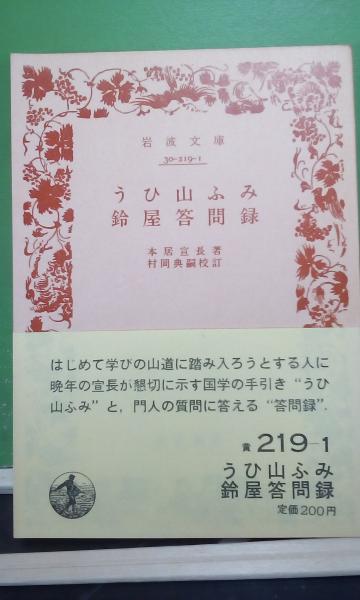 岩波文庫
30-219-1
うひ山ふみ
鈴屋答問録
本居宣長著
村岡典嗣校訂
はじめて学びの山道に踏み入ろうとする人に
晩年の宣長が懇切に示す国学の手引き“うひ
山ふみ”と，門人の質問に答える“答問録”.
黄 219-1
うひ山ふみ
鈴屋答問録
定価200円